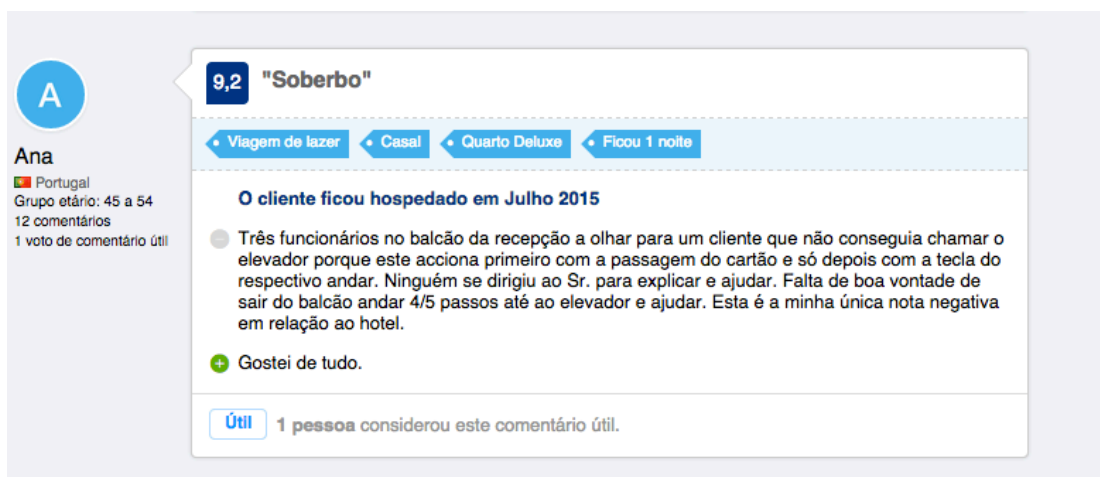 A
Ana
Portugal
Grupo etário: 45 a 54
12 comentários
1 voto de comentário útil
9,2 "Soberbo"
Viagem de lazer Casal Quarto Deluxe Ficou 1 noite
O cliente ficou hospedado em Julho 2015
Três funcionários no balcão da recepção a olhar para um cliente que não conseguia chamar o
elevador porque este acciona primeiro com a passagem do cartão e só depois com a tecla do
respectivo andar. Ninguém se dirigiu ao Sr. para explicar e ajudar. Falta de boa vontade de
sair do balcão andar 4/5 passos até ao elevador e ajudar. Esta é a minha única nota negativa
em relação ao hotel.
Gostei de tudo.
Útil 1 pessoa considerou este comentário útil.